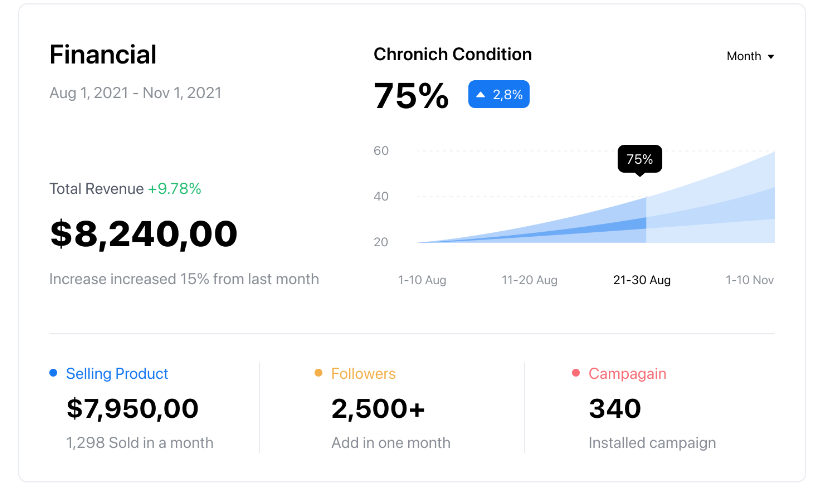 Financial
Aug 1, 2021 - Nov 1, 2021
Total Revenue +9.78%
$8,240,00
Increase increased 15% from last month
Chronich Condition
Month
75%
2,8%
60
40
20
75%
1-10 Aug
11-20 Aug
21-30 Aug
1-10 Nov
Selling Product
$7,950,00
1,298 Sold in a month
Followers
2,500+
Add in one month
Campagain
340
Installed campaign